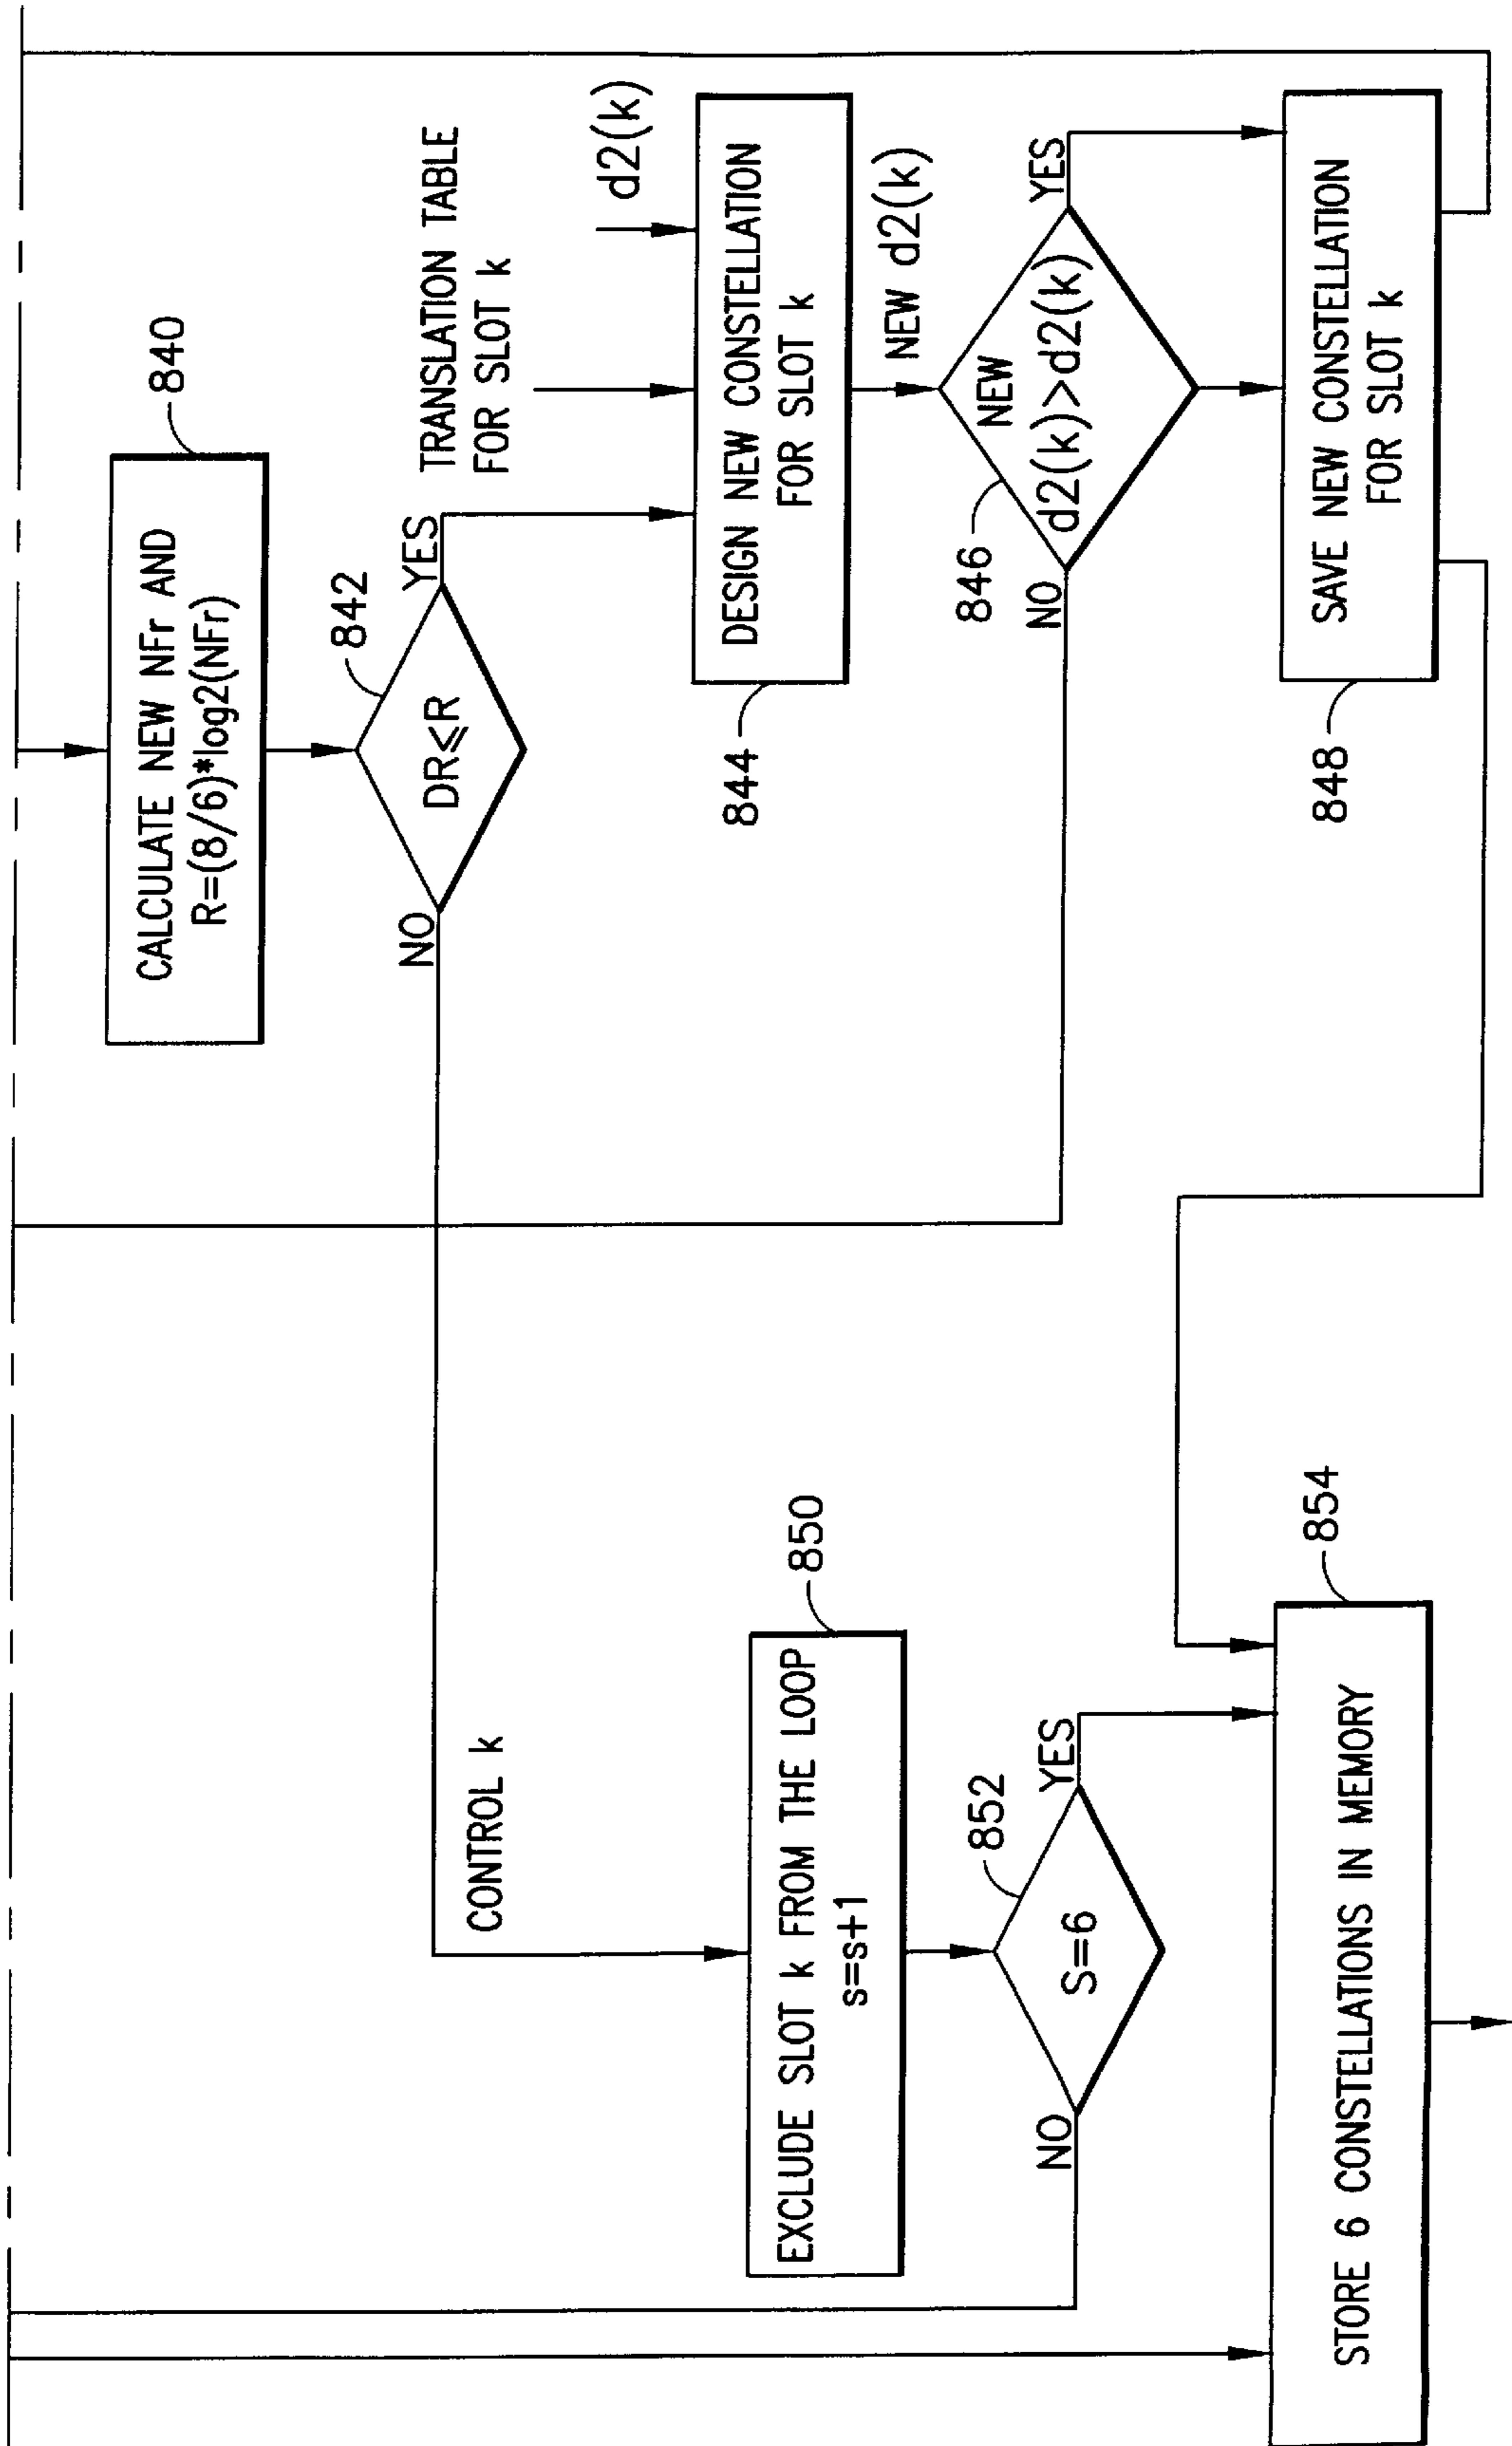 CALCULATE NEW NFr AND
R=(8/6)*log2(NFr)
840
DR⩽R
842
YES
NO
TRANSLATION TABLE
FOR SLOT k
d2(k)
DESIGN NEW CONSTELLATION
FOR SLOT k
844
NEW d2(k)
NEW
d2(k)>d2(k)
846
YES
NO
SAVE NEW CONSTELLATION
FOR SLOT k
848
CONTROL k
EXCLUDE SLOT k FROM THE LOOP
s=s+1
850
S=6
852
YES
NO
STORE 6 CONSTELLATIONS IN MEMORY
854